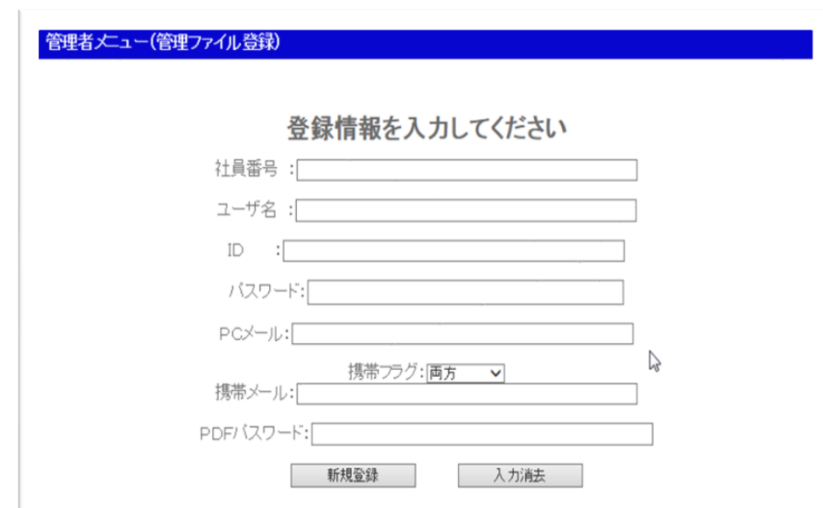 管理者メニュー(管理ファイル登録)
登録情報を入力してください
社員番号 :
ユーザ名 :
ID :
パスワード:
PCメール:
携帯フラグ:両方
携帯メール:
PDFパスワード:
新規登録 入力消去